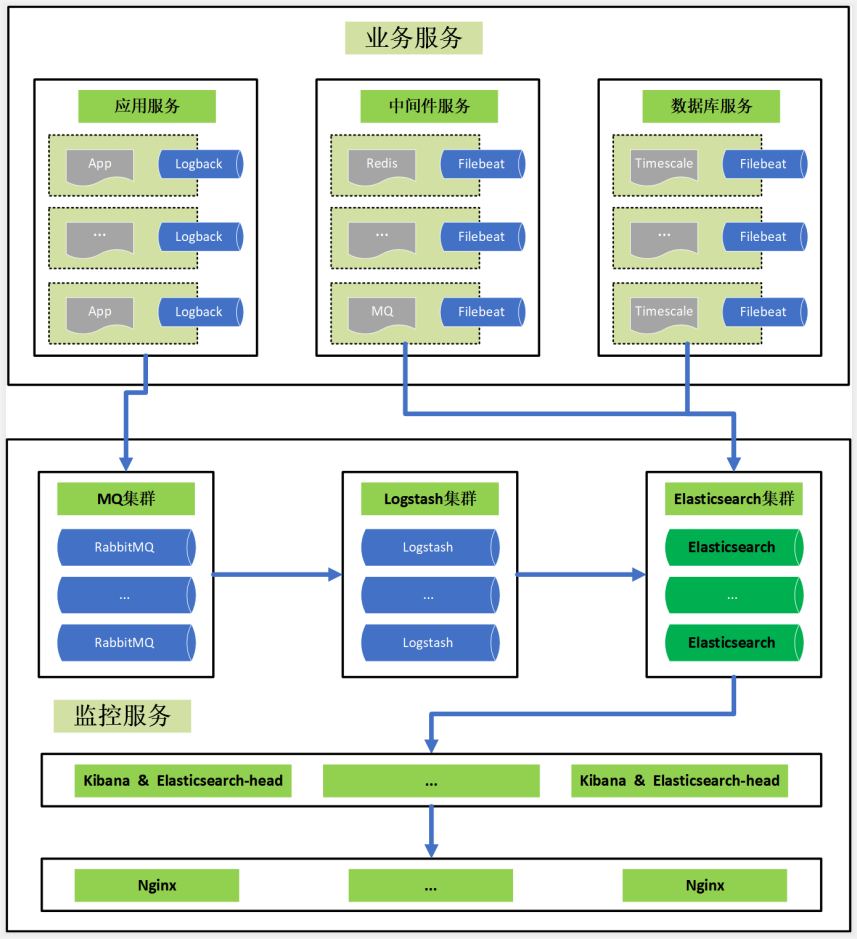 业务服务
应用服务
中间件服务
数据库服务
App
Logback
Redis
Filebeat
Timescale
Filebeat
...
Logback
...
Filebeat
...
Filebeat
App
Logback
MQ
Filebeat
Timescale
Filebeat
MQ集群
Logstash集群
Elasticsearch集群
RabbitMQ
Logstash
Elasticsearch
...
...
...
RabbitMQ
Logstash
Elasticsearch
监控服务
Kibana & Elasticsearch-head
...
Kibana & Elasticsearch-head
Nginx
...
Nginx